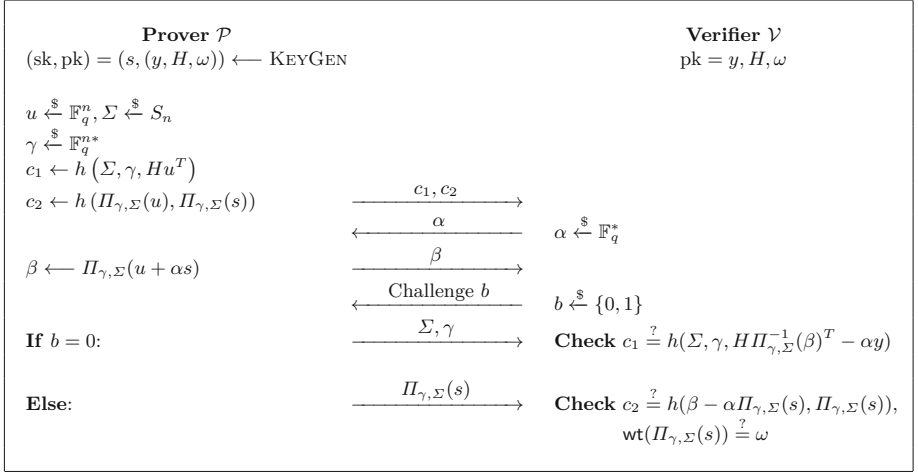 Prover 𝒫 Verifier 𝒱
(sk, pk) = (s, (y, H, ω)) ⟵ KEYGEN pk = y, H, ω
u ←$ 𝔽_q^n, Σ ←$ S_n
γ ←$ 𝔽_q^{n*}
c_1 ← h (Σ, γ, Hu^T)
c_2 ← h (Π_{γ,Σ}(u), Π_{γ,Σ}(s)) c_1, c_2
α α ←$ 𝔽_q^*
β ⟵ Π_{γ,Σ}(u + αs) β
Challenge b b ←$ {0, 1}
If b = 0: Σ, γ Check c_1 =? h(Σ, γ, HΠ_{γ,Σ}^{-1}(β)^T − αy)
Else: Π_{γ,Σ}(s) Check c_2 =? h(β − αΠ_{γ,Σ}(s), Π_{γ,Σ}(s)),
wt(Π_{γ,Σ}(s)) =? ω